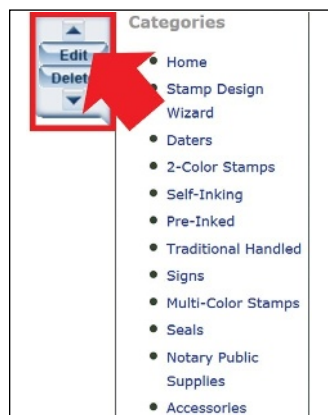 Categories
Edit
Delete
Home
Stamp Design
Wizard
Daters
2-Color Stamps
Self-Inking
Pre-Inked
Traditional Handled
Signs
Multi-Color Stamps
Seals
Notary Public
Supplies
Accessories